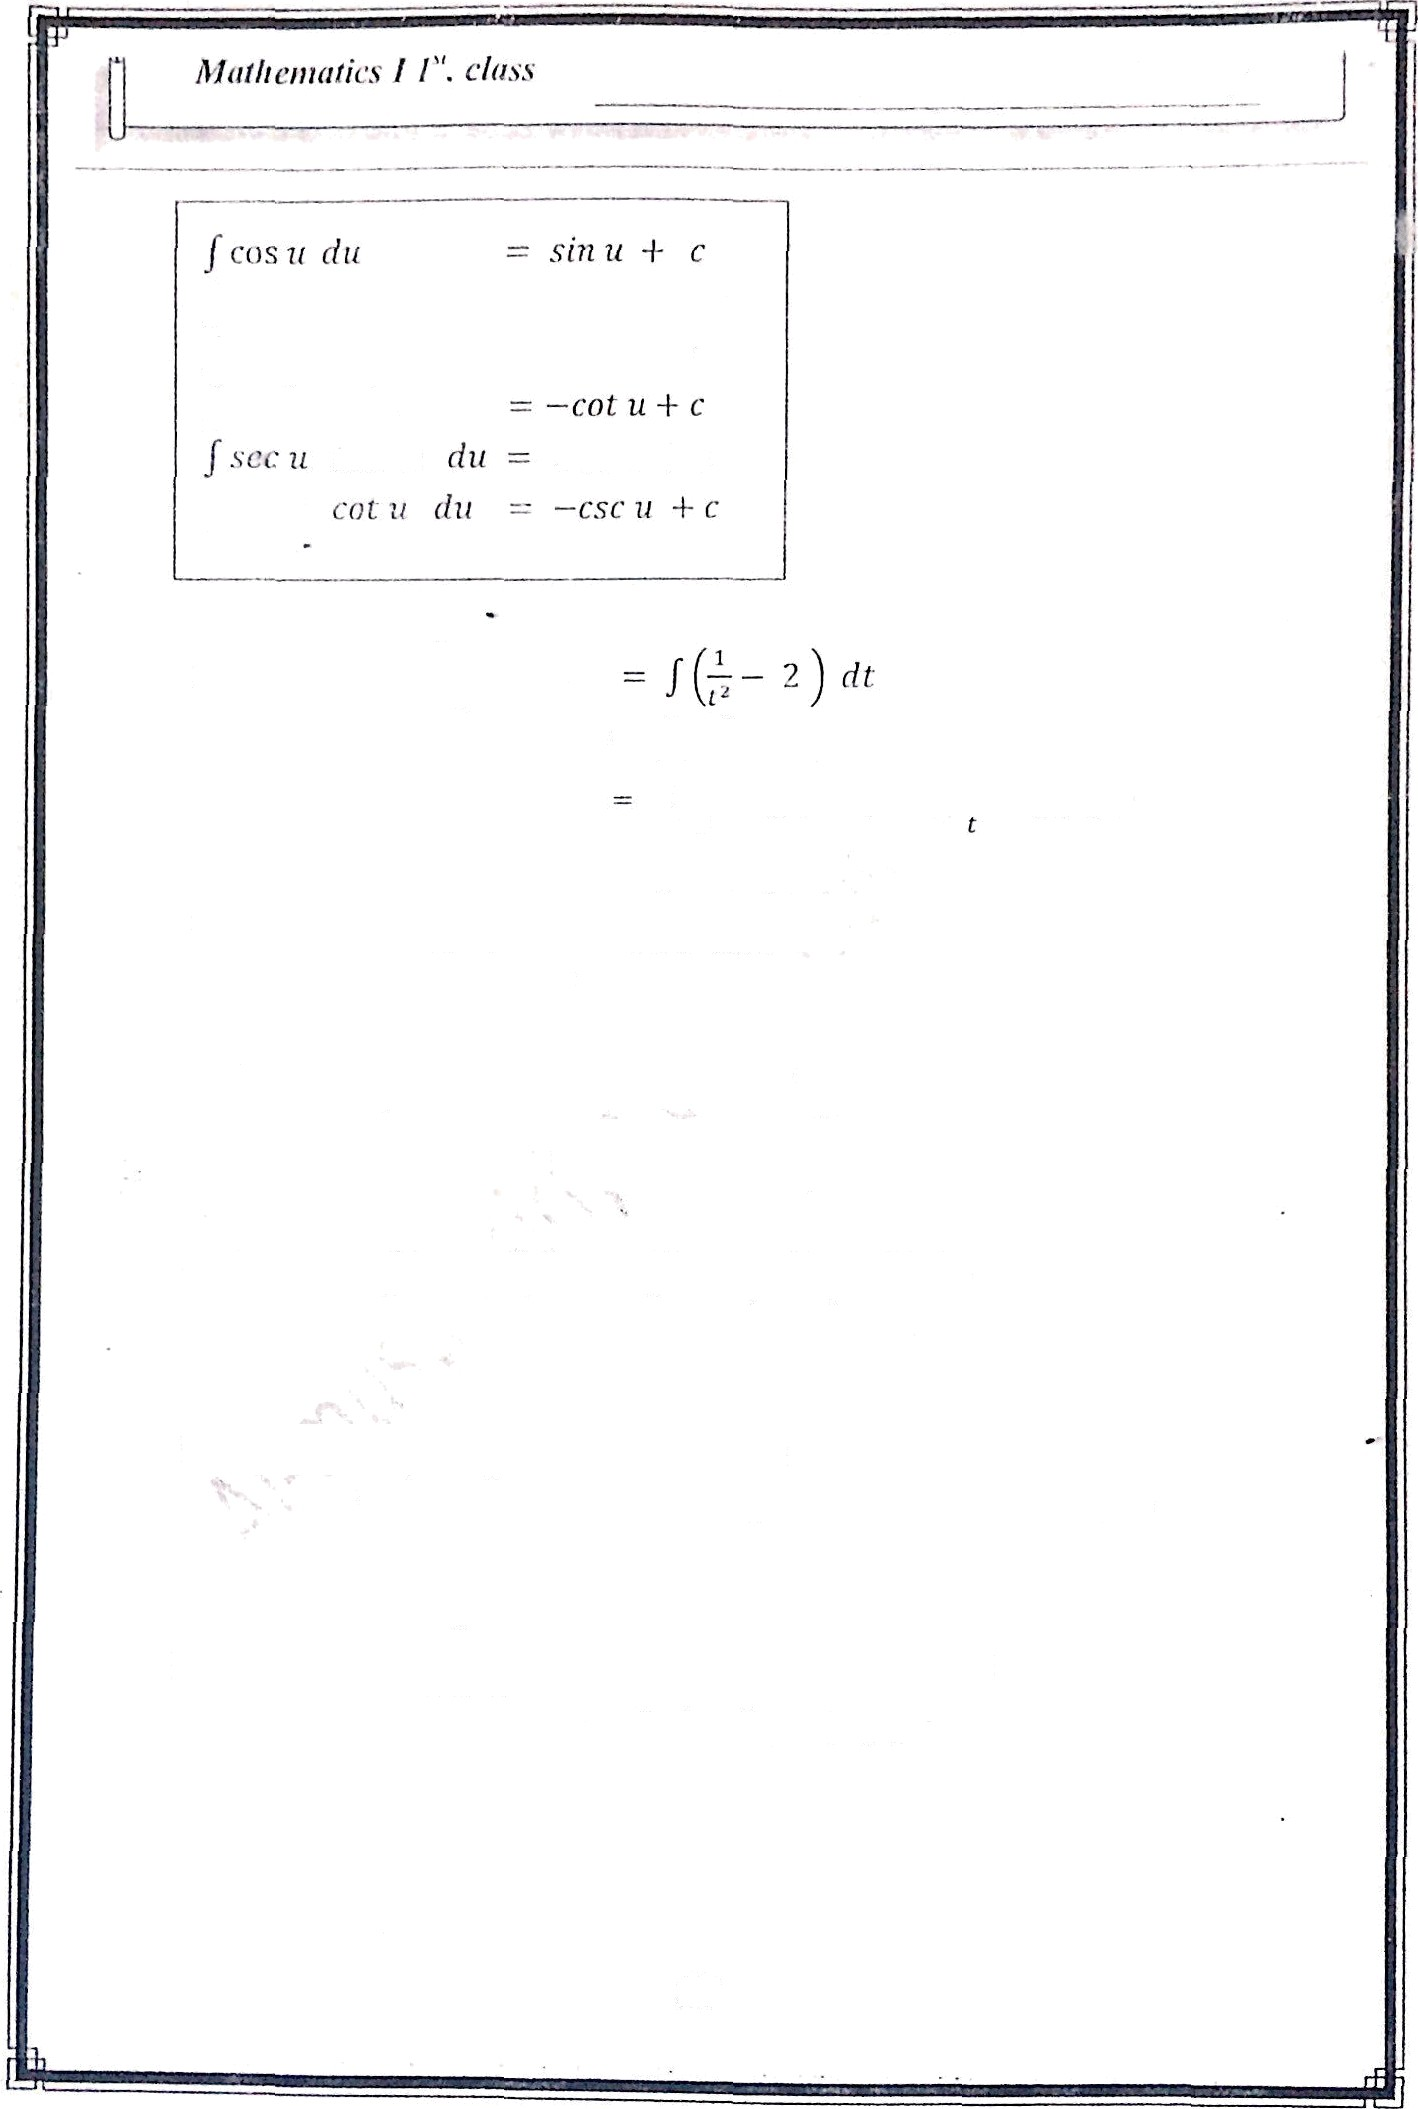 Mathematics I 1st. class
∫ cos u du = sin u + c
= −cot u + c
∫ sec u du =
cot u du = −csc u + c
= ∫ (1/t² − 2) dt
=
t